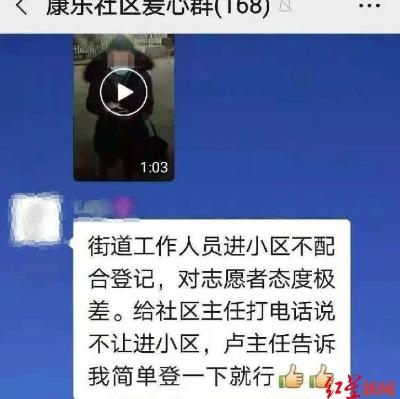 康乐社区爱心群(168)
1:03
街道工作人员进小区不配
合登记，对志愿者态度极
差。给社区主任打电话说
不让进小区，卢主任告诉
我简单登一下就行👍👍
红星新闻